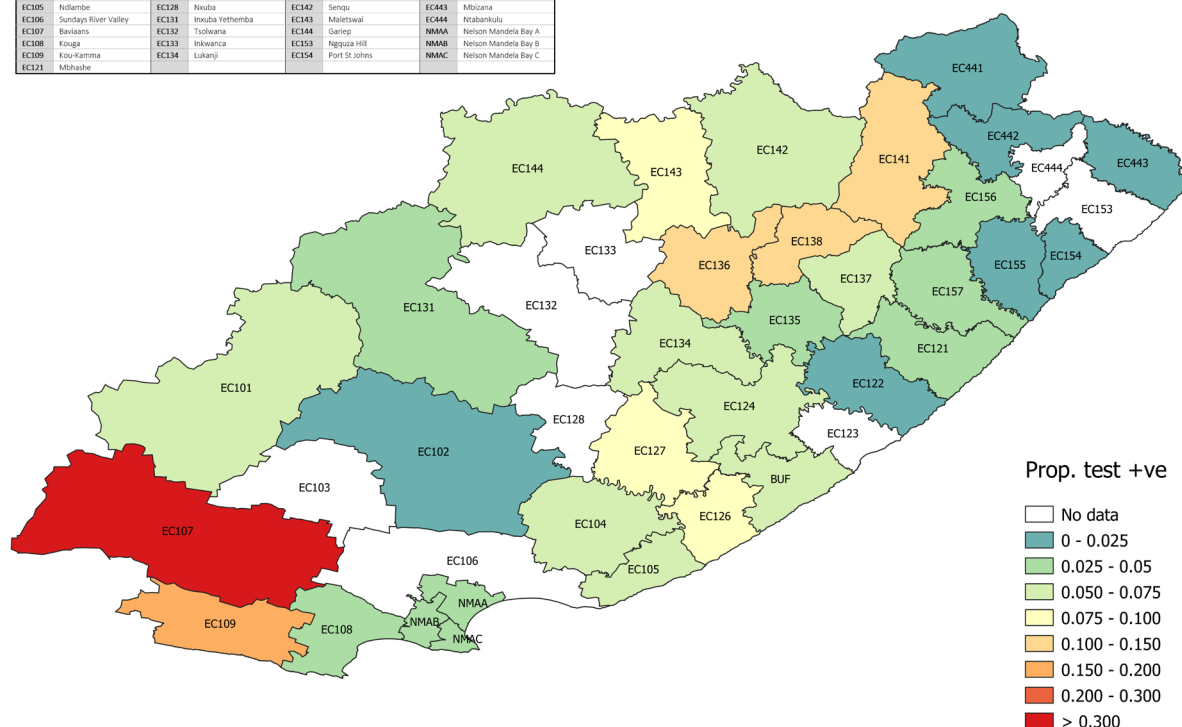 EC105 Ndlambe EC128 Nxuba EC142 Senqu EC443 Mbizana
EC106 Sundays River Valley EC131 Inxuba Yethemba EC143 Maletswai EC444 Ntabankulu
EC107 Baviaans EC132 Tsolwana EC144 Gariep NMAA Nelson Mandela Bay A
EC108 Kouga EC133 Inkwanca EC153 Ngquza Hill NMAB Nelson Mandela Bay B
EC109 Kou-Kamma EC134 Lukanji EC154 Port St Johns NMAC Nelson Mandela Bay C
EC121 Mbhashe
EC441
EC442
EC443
EC444
EC141
EC142
EC143
EC144
EC156
EC153
EC133
EC138
EC136
EC155
EC154
EC137
EC157
EC132
EC131
EC135
EC134
EC121
EC122
EC101
EC124
EC128
EC123
EC102
EC127
BUF
EC103
EC126
EC104
EC107
EC106
EC105
NMAA
EC109
EC108
NMAB
NMAC
Prop. test +ve
No data
0 - 0.025
0.025 - 0.05
0.050 - 0.075
0.075 - 0.100
0.100 - 0.150
0.150 - 0.200
0.200 - 0.300
> 0.300